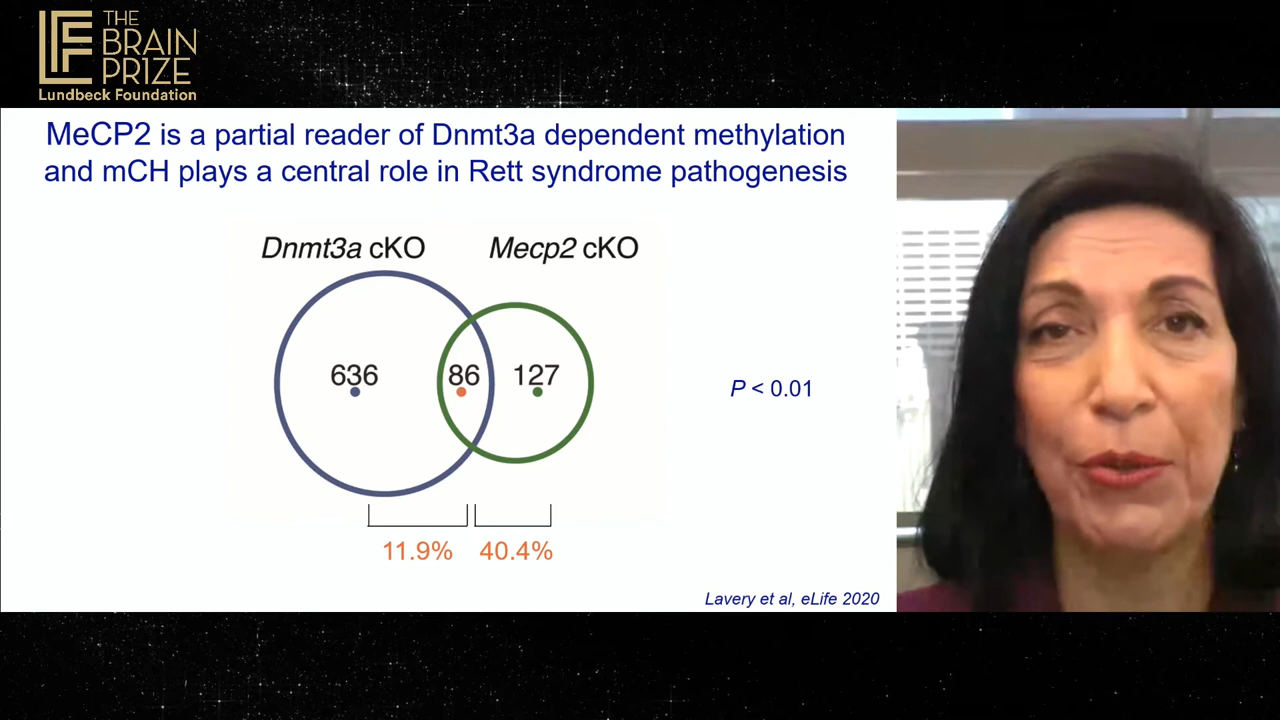 THE
BRAIN
PRIZE
Lundbeck Foundation
MeCP2 is a partial reader of Dnmt3a dependent methylation
and mCH plays a central role in Rett syndrome pathogenesis
Dnmt3a cKO
Mecp2 cKO
636
86
127
P < 0.01
11.9%
40.4%
Lavery et al, eLife 2020